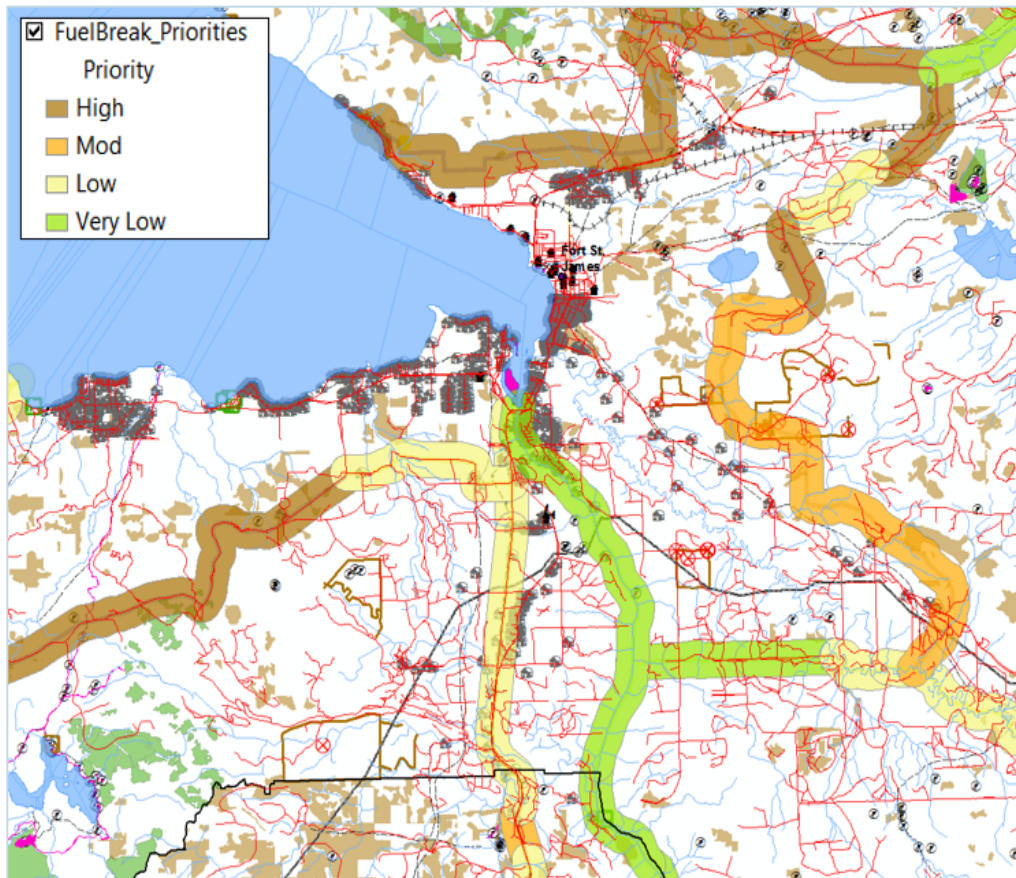 FuelBreak_Priorities
Priority
High
Mod
Low
Very Low
Fort St.
James